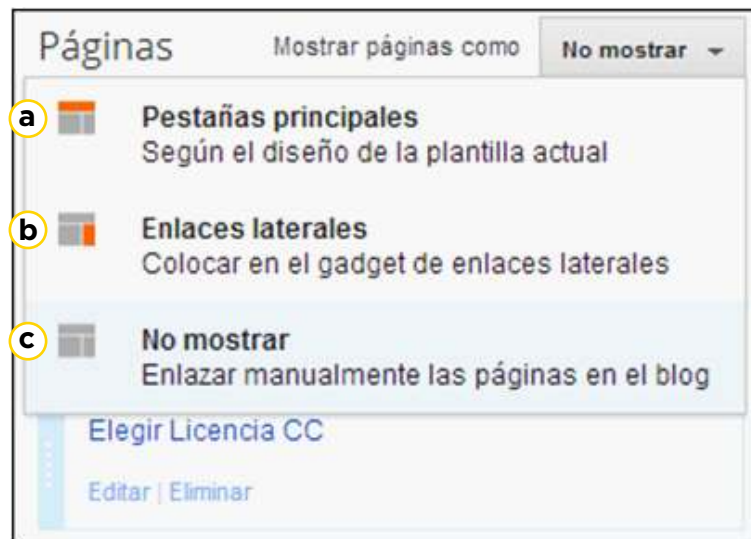 Páginas Mostrar páginas como No mostrar
a Pestañas principales
Según el diseño de la plantilla actual
b Enlaces laterales
Colocar en el gadget de enlaces laterales
c No mostrar
Enlazar manualmente las páginas en el blog
Elegir Licencia CC
Editar | Eliminar